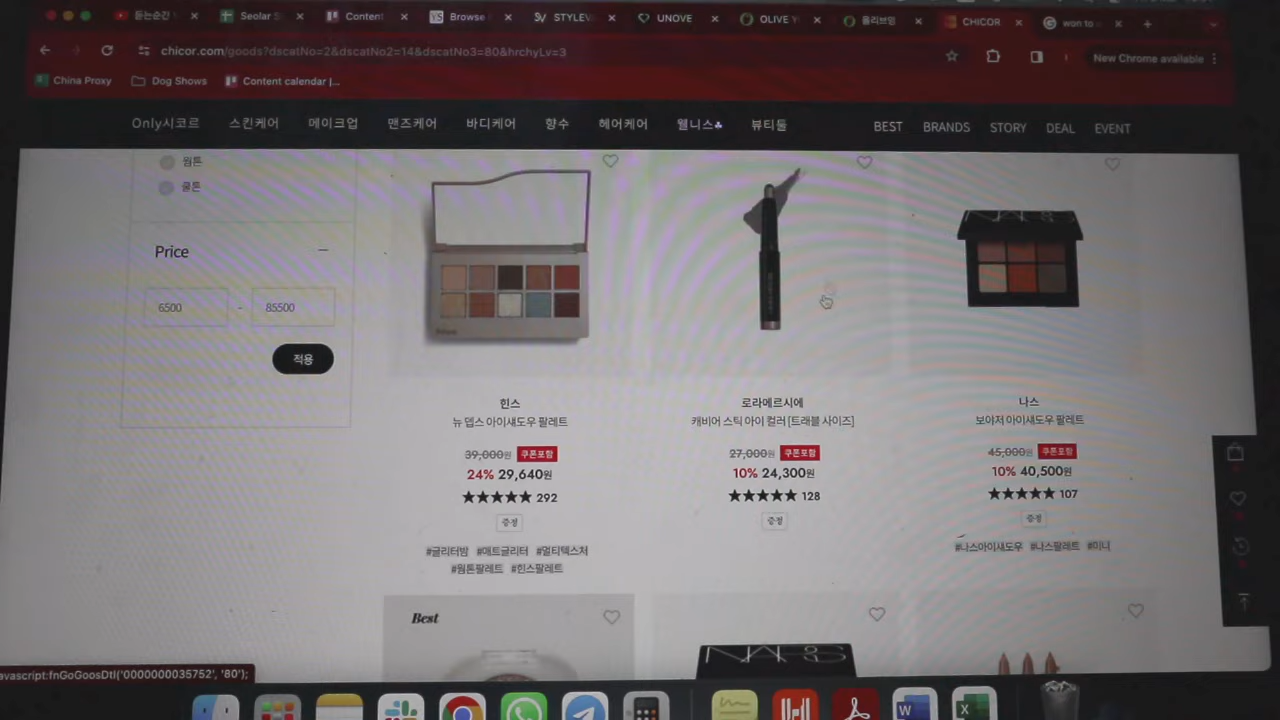 듣는순간
Seolar S
Content
Browse
STYLEV
UNOVE
OLIVE Y
올리브영
CHICOR
won to
chicor.com/goods?dscatNo=2&dscatNo2=14&dscatNo3=80&hrchyLv=3
New Chrome available
China Proxy
Dog Shows
Content calendar |...
Only시코르 스킨케어 메이크업 맨즈케어 바디케어 향수 헤어케어 웰니스 뷰티툴 BEST BRANDS STORY DEAL EVENT
웜톤
쿨톤
Price
6500 - 85500
적용
힌스
뉴 뎁스 아이섀도우 팔레트
39,000원 쿠폰포함
24% 29,640원
★★★★★ 292
증정
#글리터밤 #매트글리터 #멀티텍스처
#웜톤팔레트 #힌스팔레트
로라메르시에
캐비어 스틱 아이 컬러 [트래블 사이즈]
27,000원 쿠폰포함
10% 24,300원
★★★★★ 128
증정
NARS
나스
보야저 아이섀도우 팔레트
45,000원 쿠폰포함
10% 40,500원
★★★★★ 107
증정
#나스아이섀도우 #나스팔레트 #미니
Best
NARS
avascript:fnGoGoosDtl('0000000035752', '80');
W
X